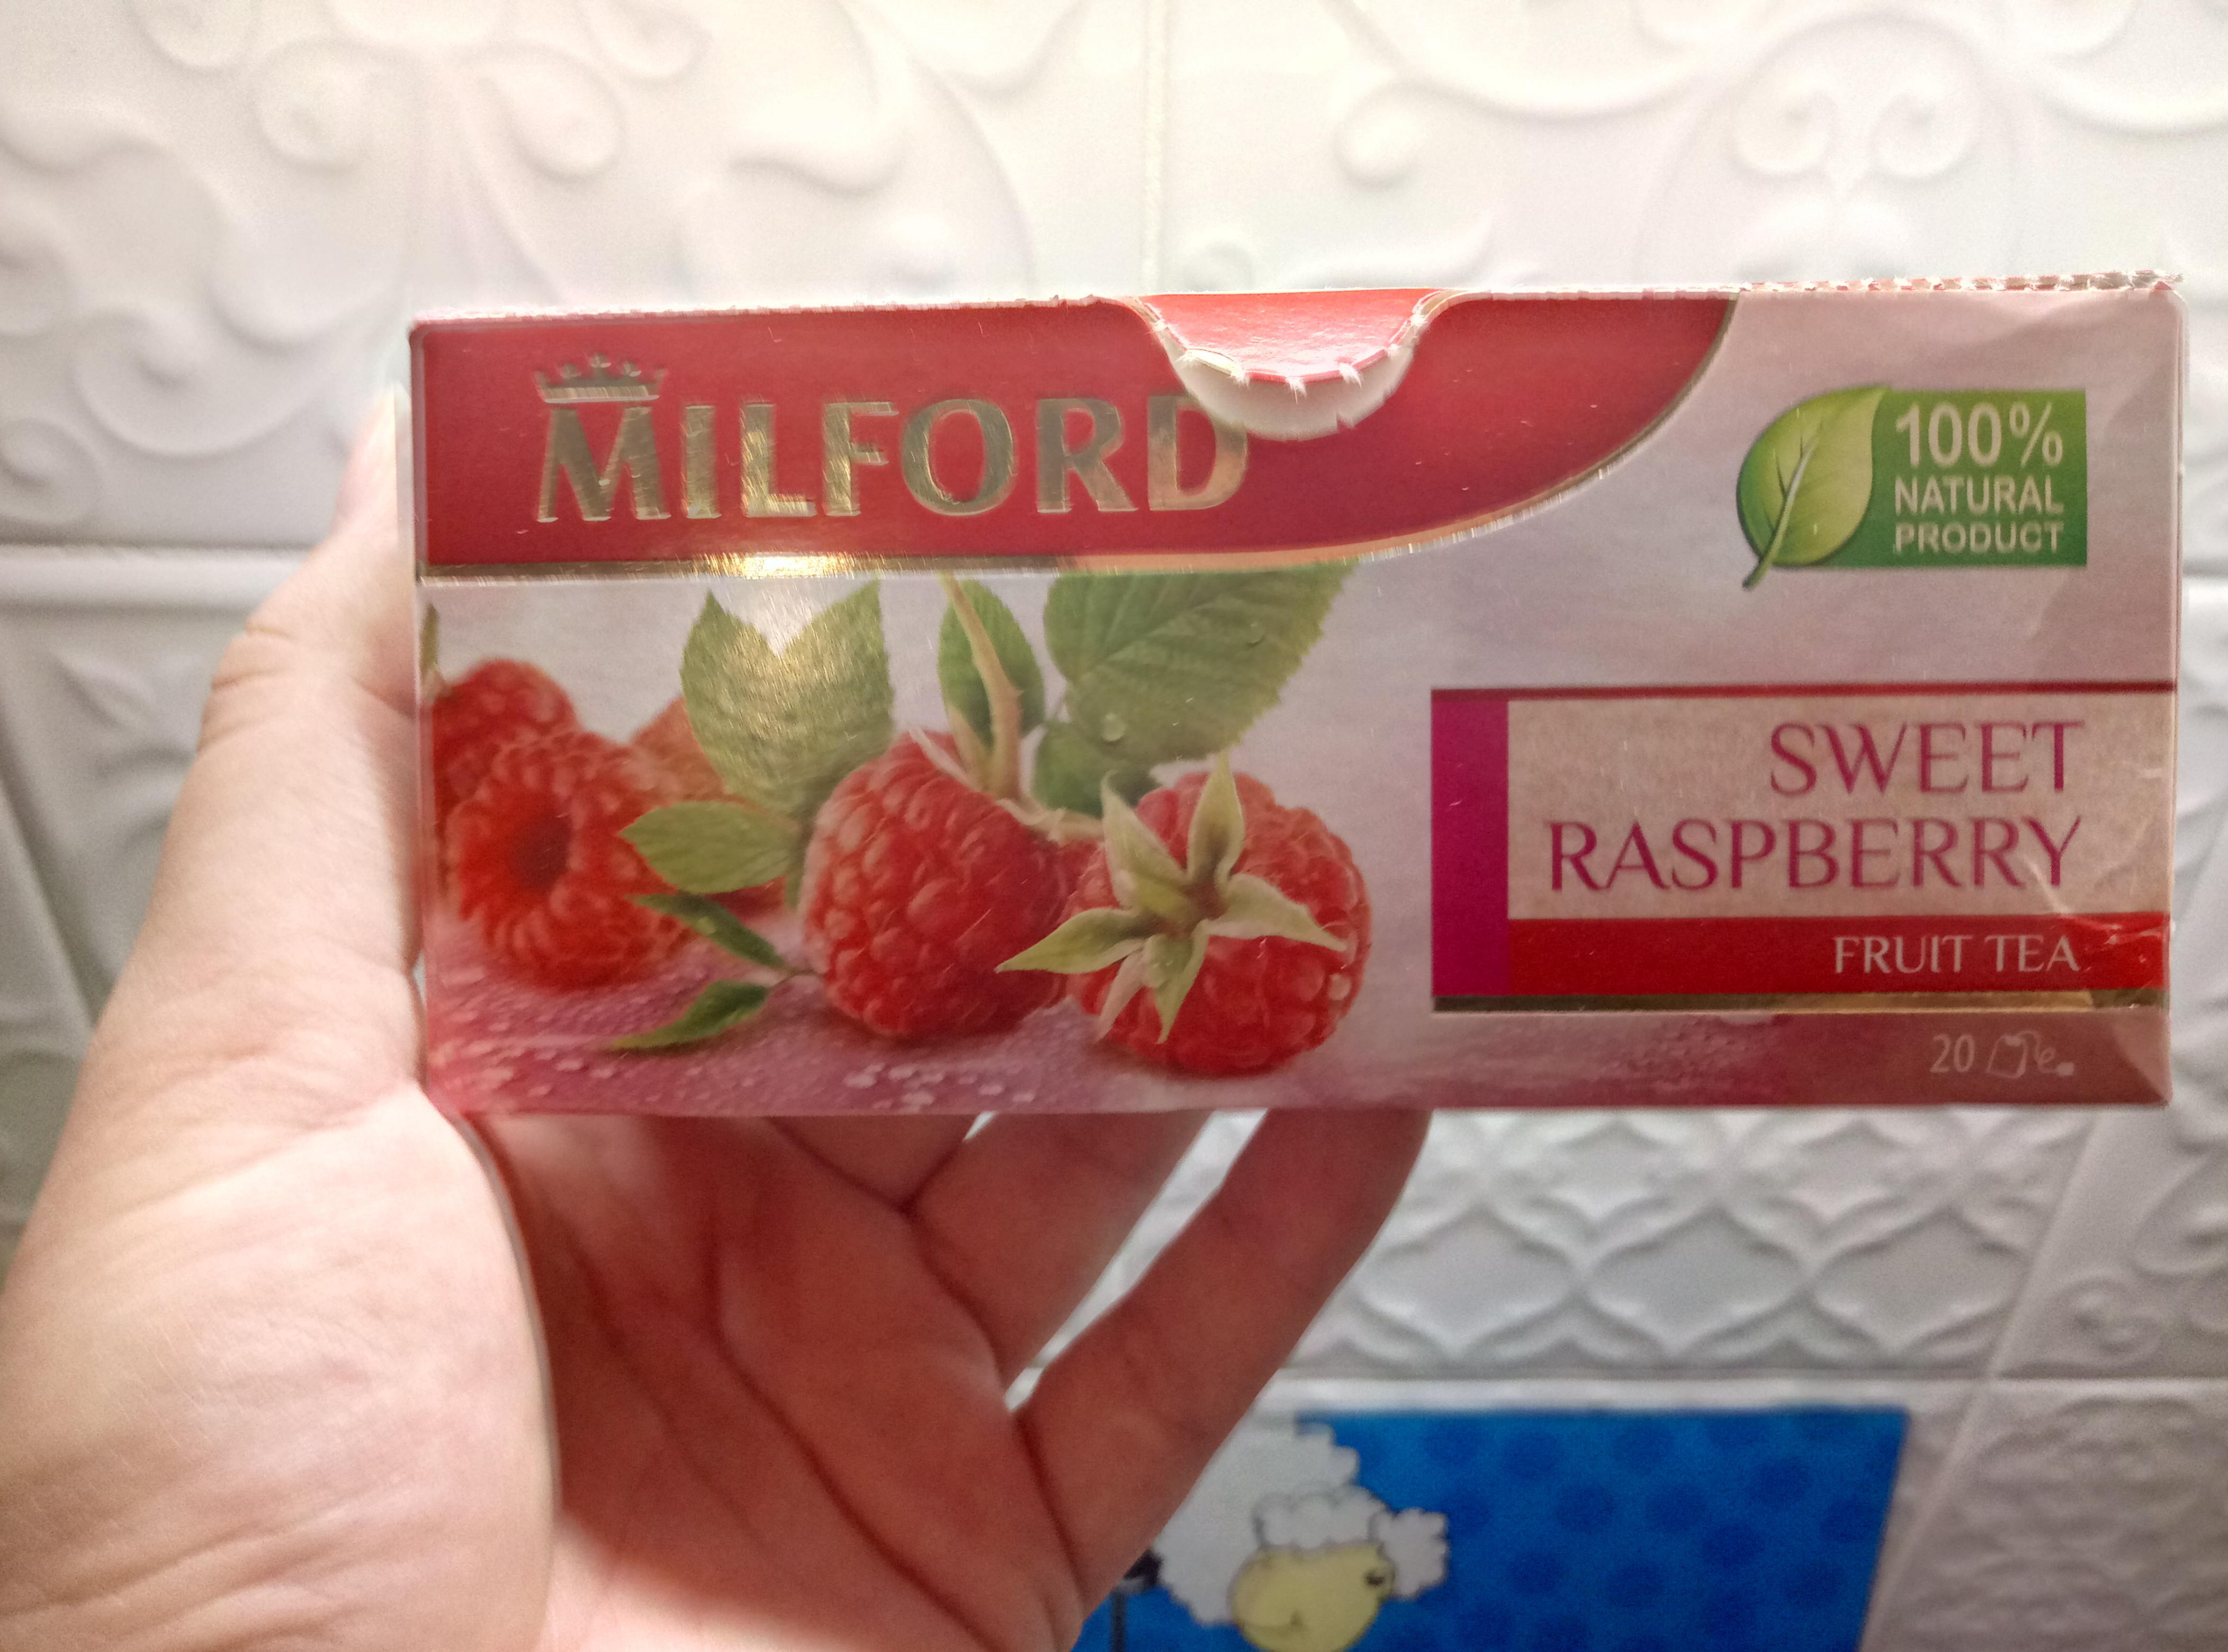 MILFORD
100%
NATURAL
PRODUCT
SWEET
RASPBERRY
FRUIT TEA
20